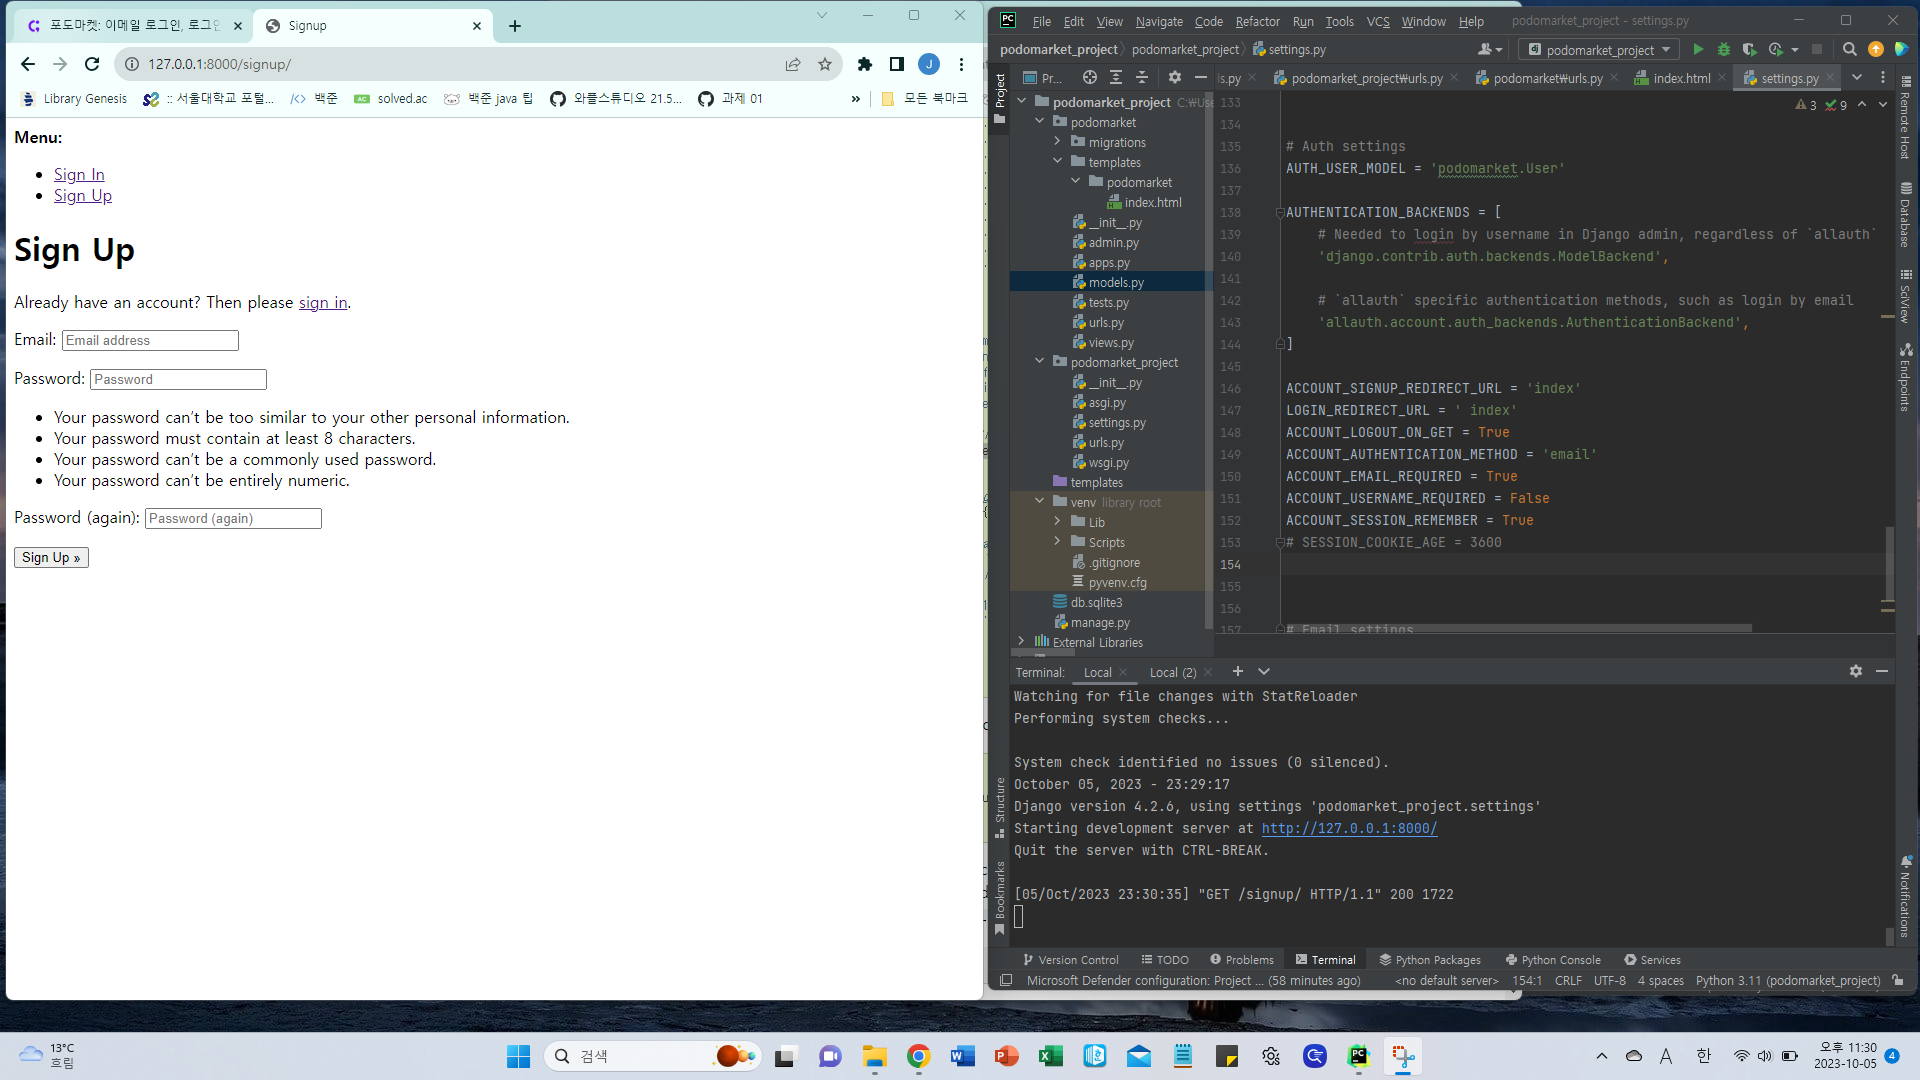 포도마켓: 이메일 로그인, 로그인
Signup
127.0.0.1:8000/signup/
J
Library Genesis
:: 서울대학교 포털...
백준
solved.ac
백준 java 팁
와플스튜디오 21.5...
과제 01
»
모든 북마크
Menu:
Sign In
Sign Up
Sign Up
Already have an account? Then please sign in.
Email: Email address
Password: Password
Your password can't be too similar to your other personal information.
Your password must contain at least 8 characters.
Your password can't be a commonly used password.
Your password can't be entirely numeric.
Password (again): Password (again)
Sign Up »
PC File Edit View Navigate Code Refactor Run Tools VCS Window Help podomarket_project - settings.py
podomarket_project podomarket_project settings.py
dj podomarket_project
Project
Pr...
ls.py
podomarket_project₩urls.py
podomarket₩urls.py
index.html
settings.py
podomarket_project C:₩Use
podomarket
migrations
templates
podomarket
index.html
__init__.py
admin.py
apps.py
models.py
tests.py
urls.py
views.py
podomarket_project
__init__.py
asgi.py
settings.py
urls.py
wsgi.py
templates
venv library root
Lib
Scripts
.gitignore
pyvenv.cfg
db.sqlite3
manage.py
External Libraries
3 9
133
134
135 # Auth settings
136 AUTH_USER_MODEL = 'podomarket.User'
137
138 AUTHENTICATION_BACKENDS = [
139 # Needed to login by username in Django admin, regardless of `allauth`
140 'django.contrib.auth.backends.ModelBackend',
141
142 # `allauth` specific authentication methods, such as login by email
143 'allauth.account.auth_backends.AuthenticationBackend',
144 ]
145
146 ACCOUNT_SIGNUP_REDIRECT_URL = 'index'
147 LOGIN_REDIRECT_URL = ' index'
148 ACCOUNT_LOGOUT_ON_GET = True
149 ACCOUNT_AUTHENTICATION_METHOD = 'email'
150 ACCOUNT_EMAIL_REQUIRED = True
151 ACCOUNT_USERNAME_REQUIRED = False
152 ACCOUNT_SESSION_REMEMBER = True
153 # SESSION_COOKIE_AGE = 3600
154
155
156
157 # Email settings
Remote Host
Database
SciView
Endpoints
Notifications
Structure
Bookmarks
Terminal: Local Local (2)
Watching for file changes with StatReloader
Performing system checks...
System check identified no issues (0 silenced).
October 05, 2023 - 23:29:17
Django version 4.2.6, using settings 'podomarket_project.settings'
Starting development server at http://127.0.0.1:8000/
Quit the server with CTRL-BREAK.
[05/Oct/2023 23:30:35] "GET /signup/ HTTP/1.1" 200 1722
Version Control TODO Problems Terminal Python Packages Python Console Services
Microsoft Defender configuration: Project ... (58 minutes ago) <no default server> 154:1 CRLF UTF-8 4 spaces Python 3.11 (podomarket_project)
13°C
흐림
검색
A
한
오후 11:30
2023-10-05
4